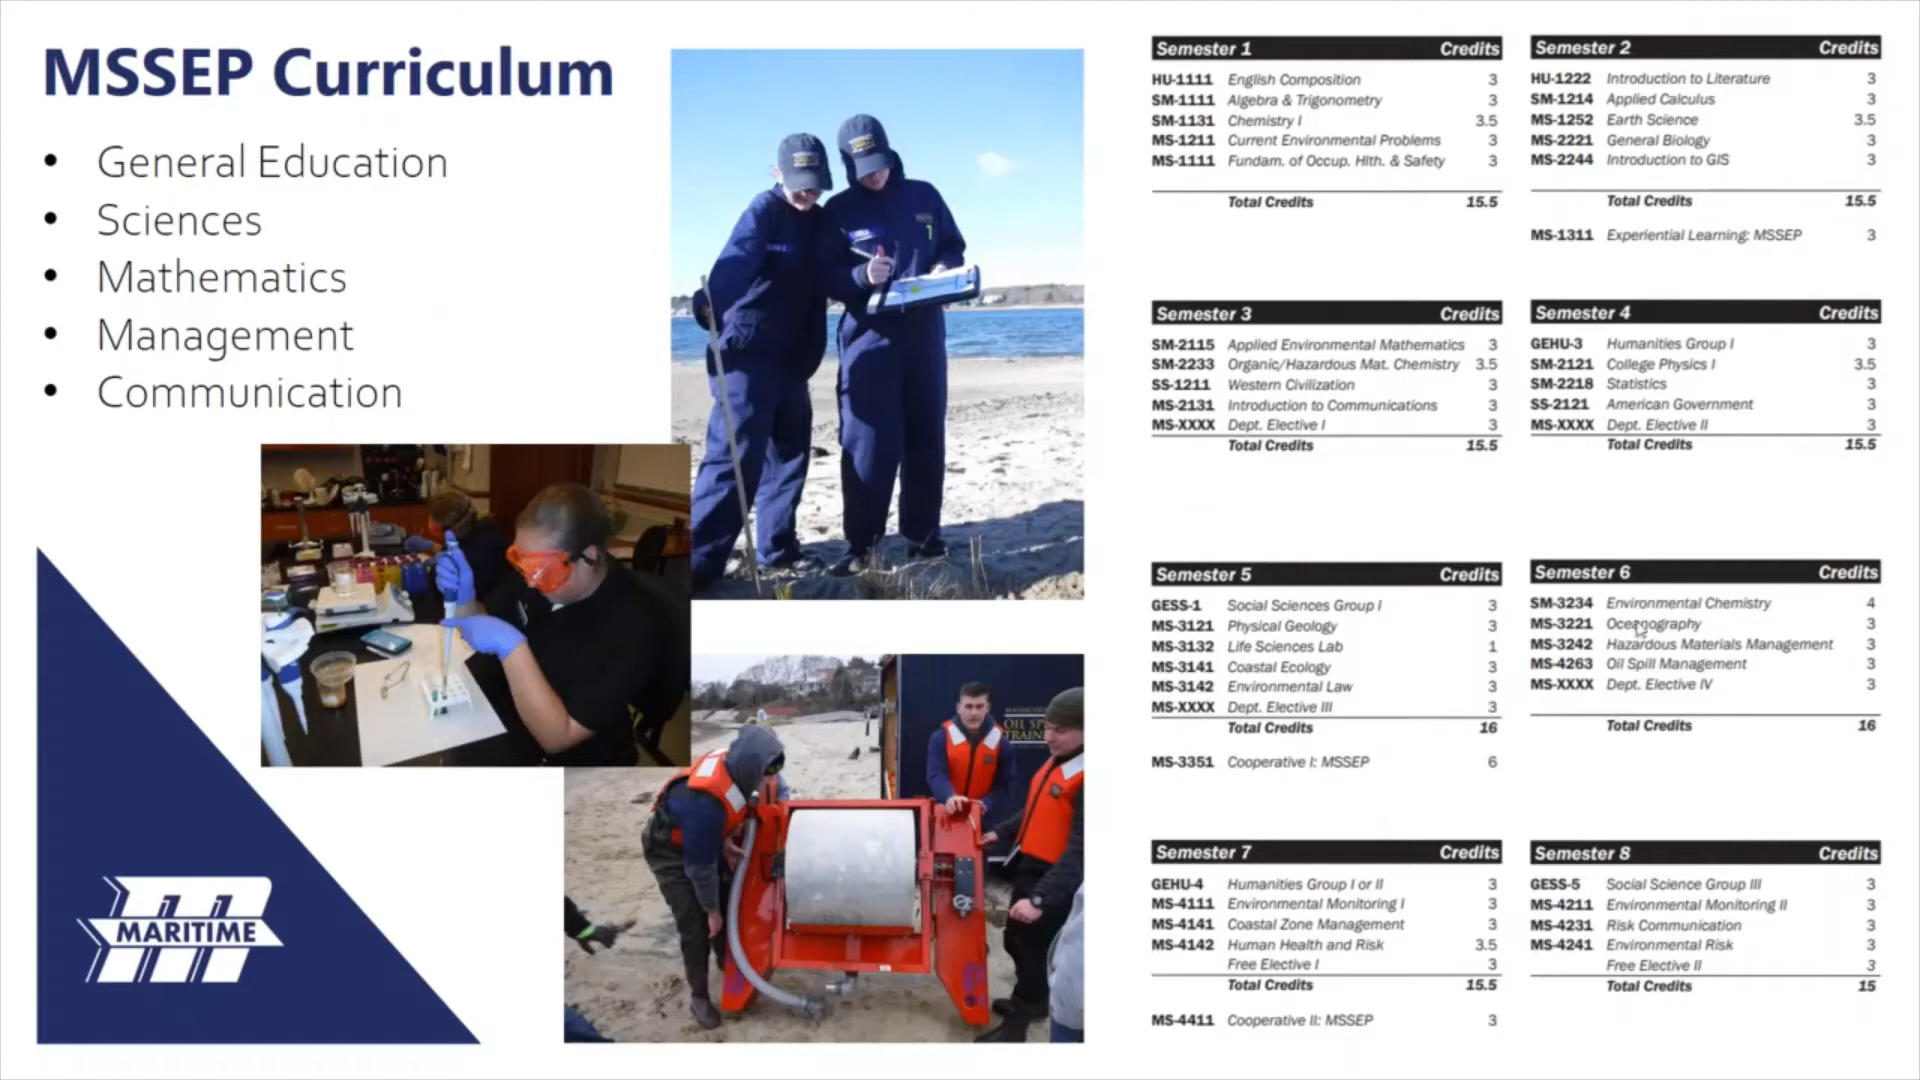 MSSEP Curriculum
• General Education
• Sciences
• Mathematics
• Management
• Communication
MARITIME
Semester 1 Credits
HU-1111 English Composition 3
SM-1111 Algebra & Trigonometry 3
SM-1131 Chemistry I 3.5
MS-1211 Current Environmental Problems 3
MS-1111 Fundam. of Occup. Hlth. & Safety 3
Total Credits 15.5
Semester 2 Credits
HU-1222 Introduction to Literature 3
SM-1214 Applied Calculus 3
MS-1252 Earth Science 3.5
MS-2221 General Biology 3
MS-2244 Introduction to GIS 3
Total Credits 15.5
MS-1311 Experiential Learning: MSSEP 3
Semester 3 Credits
SM-2115 Applied Environmental Mathematics 3
SM-2233 Organic/Hazardous Mat. Chemistry 3.5
SS-1211 Western Civilization 3
MS-2131 Introduction to Communications 3
MS-XXXX Dept. Elective I 3
Total Credits 15.5
Semester 4 Credits
GEHU-3 Humanities Group I 3
SM-2121 College Physics I 3.5
SM-2218 Statistics 3
SS-2121 American Government 3
MS-XXXX Dept. Elective II 3
Total Credits 15.5
Semester 5 Credits
GESS-1 Social Sciences Group I 3
MS-3121 Physical Geology 3
MS-3132 Life Sciences Lab 1
MS-3141 Coastal Ecology 3
MS-3142 Environmental Law 3
MS-XXXX Dept. Elective III 3
Total Credits 16
MS-3351 Cooperative I: MSSEP 6
Semester 6 Credits
SM-3234 Environmental Chemistry 4
MS-3221 Oceanography 3
MS-3242 Hazardous Materials Management 3
MS-4263 Oil Spill Management 3
MS-XXXX Dept. Elective IV 3
Total Credits 16
Semester 7 Credits
GEHU-4 Humanities Group I or II 3
MS-4111 Environmental Monitoring I 3
MS-4141 Coastal Zone Management 3
MS-4142 Human Health and Risk 3.5
Free Elective I 3
Total Credits 15.5
MS-4411 Cooperative II: MSSEP 3
Semester 8 Credits
GESS-5 Social Science Group III 3
MS-4211 Environmental Monitoring II 3
MS-4231 Risk Communication 3
MS-4241 Environmental Risk 3
Free Elective II 3
Total Credits 15